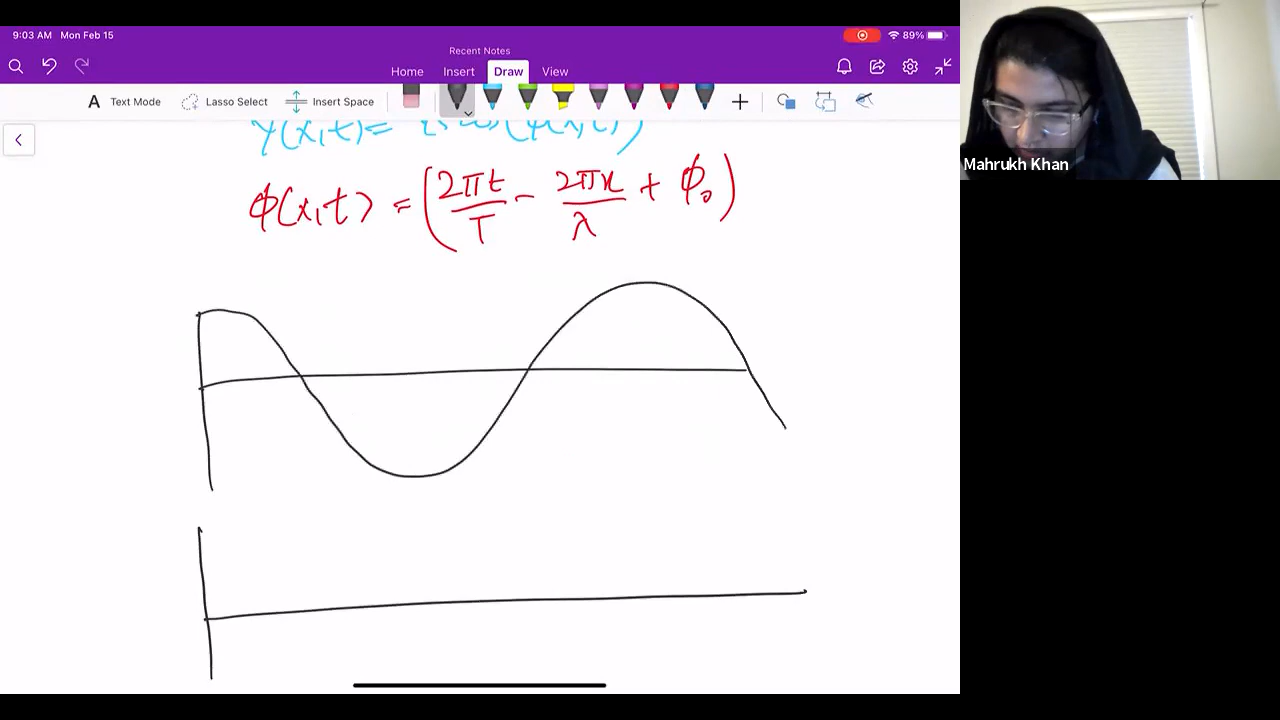 9:03 AM Mon Feb 15
89%
Recent Notes
Home Insert Draw View
Text Mode Lasso Select Insert Space
y(x,t)= cos(φ(x,t))
φ(x,t) = (2πt/T - 2πx/λ + φ₀)
Mahrukh Khan